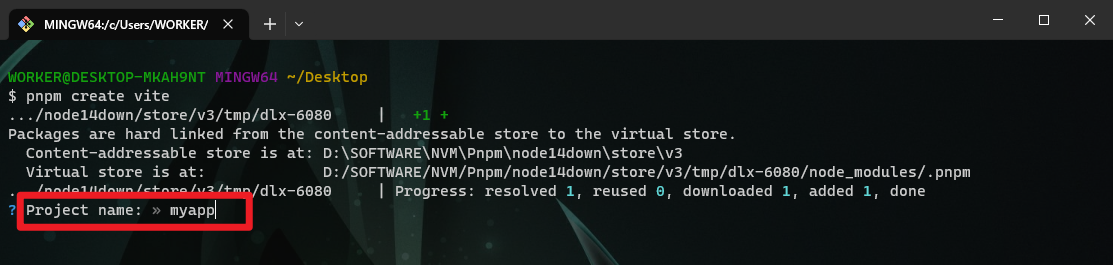 MINGW64:/c/Users/WORKER/
WORKER@DESKTOP-MKAH9NT MINGW64 ~/Desktop
$ pnpm create vite
.../node14down/store/v3/tmp/dlx-6080     |   +1 +
Packages are hard linked from the content-addressable store to the virtual store.
  Content-addressable store is at: D:\SOFTWARE\NVM\Pnpm\node14down\store\v3
  Virtual store is at:             D:/SOFTWARE/NVM/Pnpm/node14down/store/v3/tmp/dlx-6080/node_modules/.pnpm
.../node14down/store/v3/tmp/dlx-6080     | Progress: resolved 1, reused 0, downloaded 1, added 1, done
? Project name: » myapp